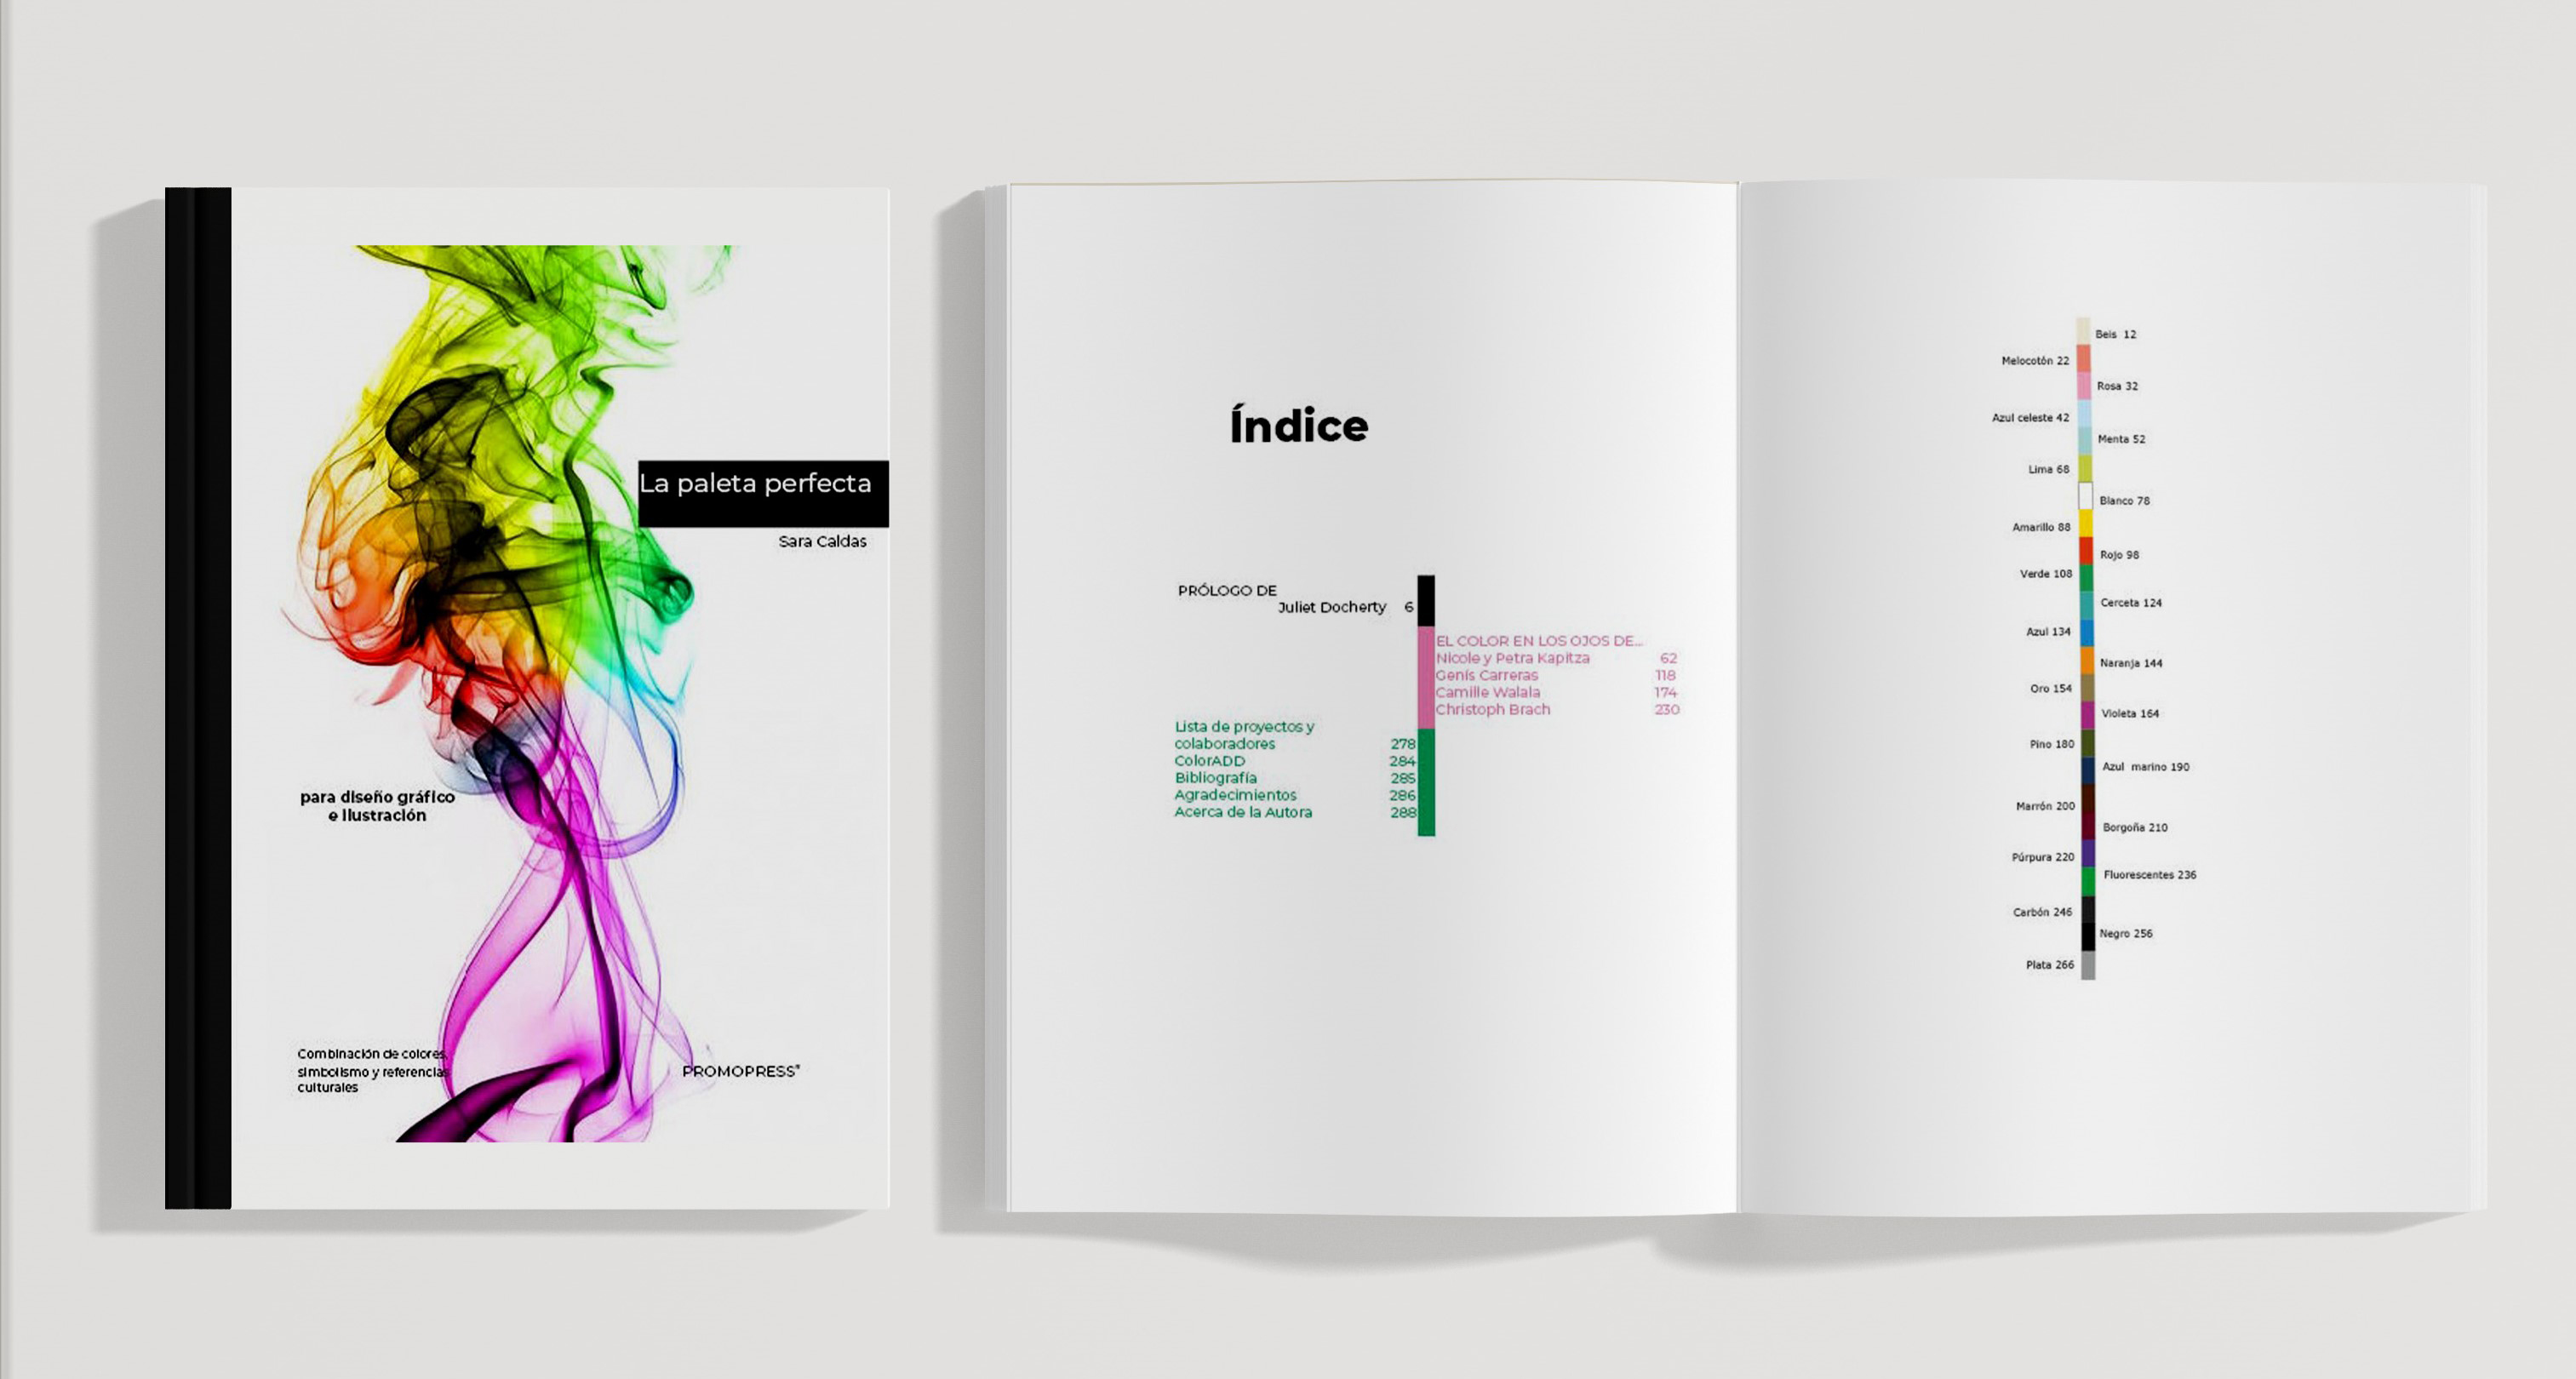 La paleta perfecta
Sara Caldas
para diseño gráfico
e ilustración
Combinación de colores,
simbolismo y referencias
culturales
PROMOPRESS®
Índice
PRÓLOGO DE
Juliet Docherty 6
EL COLOR EN LOS OJOS DE...
Nicole y Petra Kapitza 62
Genís Carreras 118
Camille Walala 174
Christoph Brach 230
Lista de proyectos y
colaboradores 278
ColorADD 284
Bibliografía 285
Agradecimientos 286
Acerca de la Autora 288
Beis 12
Melocotón 22
Rosa 32
Azul celeste 42
Menta 52
Lima 68
Blanco 78
Amarillo 88
Rojo 98
Verde 108
Cerceta 124
Azul 134
Naranja 144
Oro 154
Violeta 164
Pino 180
Azul marino 190
Marrón 200
Borgoña 210
Púrpura 220
Fluorescentes 236
Carbón 246
Negro 256
Plata 266